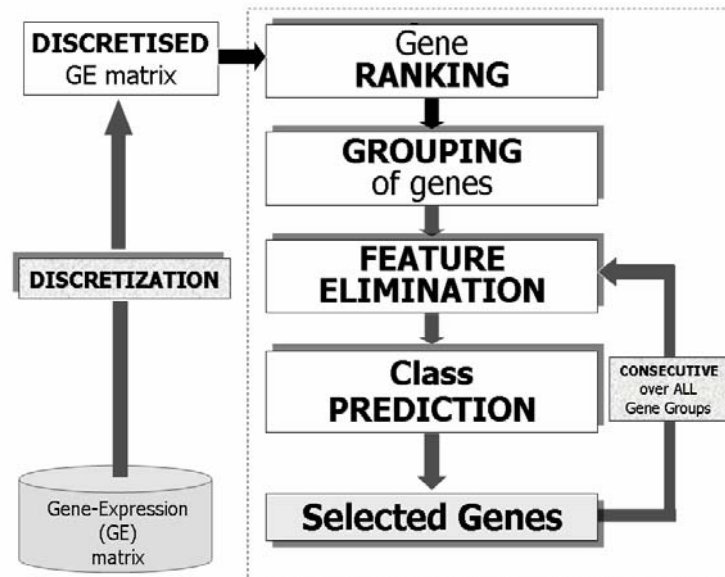 DISCRETISED
GE matrix
Gene
RANKING
GROUPING
of genes
DISCRETIZATION
FEATURE
ELIMINATION
Class
PREDICTION
CONSECUTIVE
over ALL
Gene Groups
Gene-Expression
(GE)
matrix
Selected Genes